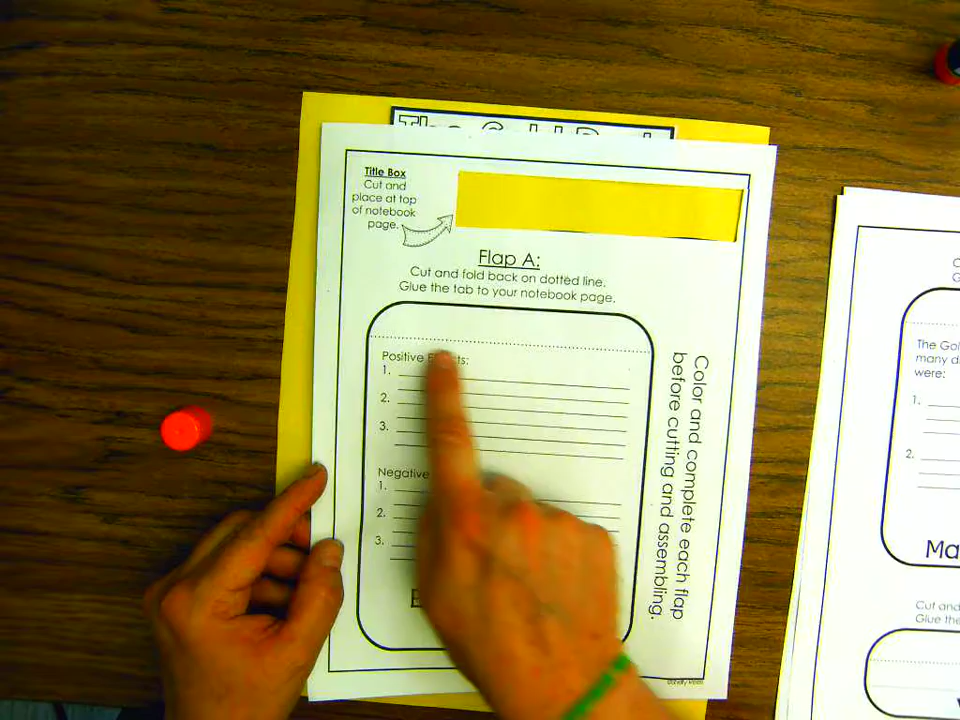 Title Box
Cut and
place at top
of notebook
page.
Flap A:
Cut and fold back on dotted line.
Glue the tab to your notebook page.
Positive
1.
2.
3.
Negative
1.
2.
3.
Color and complete each flap
before cutting and assembling.
The Gol
many di
were:
1.
2.
Ma
Cut and
Glue the